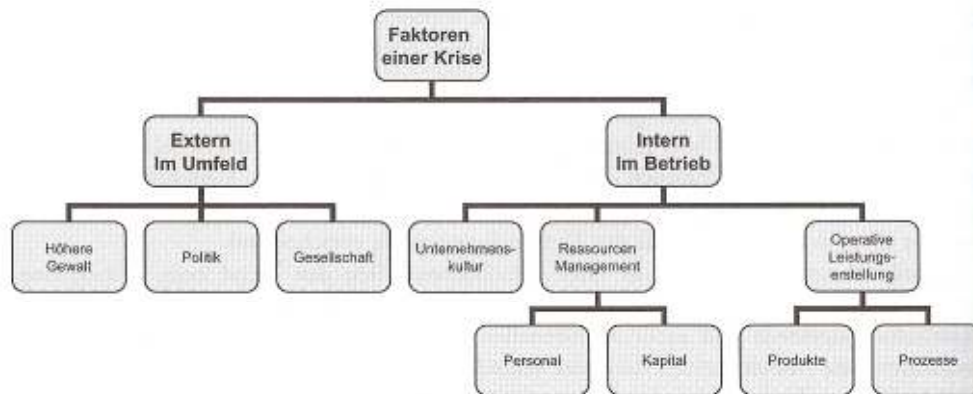 Faktoren
einer Krise
Extern
Im Umfeld
Intern
Im Betrieb
Höhere
Gewalt
Politik
Gesellschaft
Unternehmens-
kultur
Ressourcen
Management
Operative
Leistungs-
erstellung
Personal
Kapital
Produkte
Prozesse